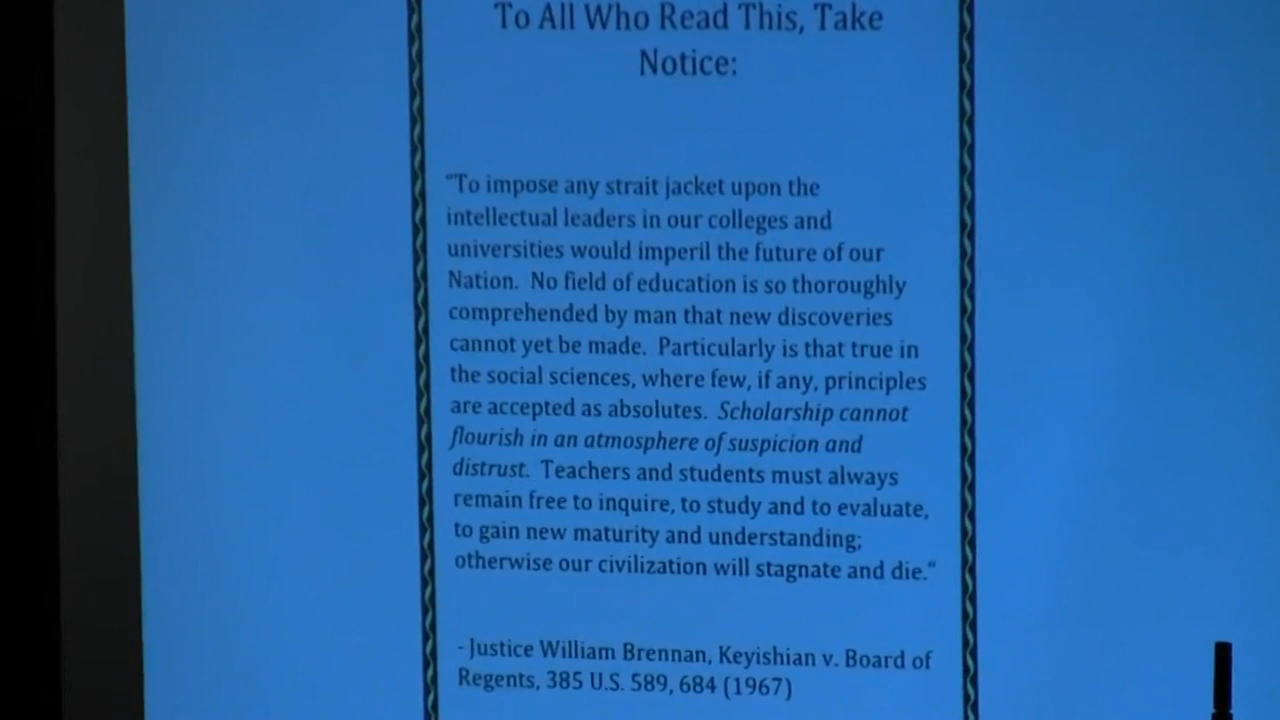 To All Who Read This, Take
Notice:
"To impose any strait jacket upon the
intellectual leaders in our colleges and
universities would imperil the future of our
Nation.  No field of education is so thoroughly
comprehended by man that new discoveries
cannot yet be made.  Particularly is that true in
the social sciences, where few, if any, principles
are accepted as absolutes.  Scholarship cannot
flourish in an atmosphere of suspicion and
distrust.  Teachers and students must always
remain free to inquire, to study and to evaluate,
to gain new maturity and understanding;
otherwise our civilization will stagnate and die."
- Justice William Brennan, Keyishian v. Board of
Regents, 385 U.S. 589, 684 (1967)